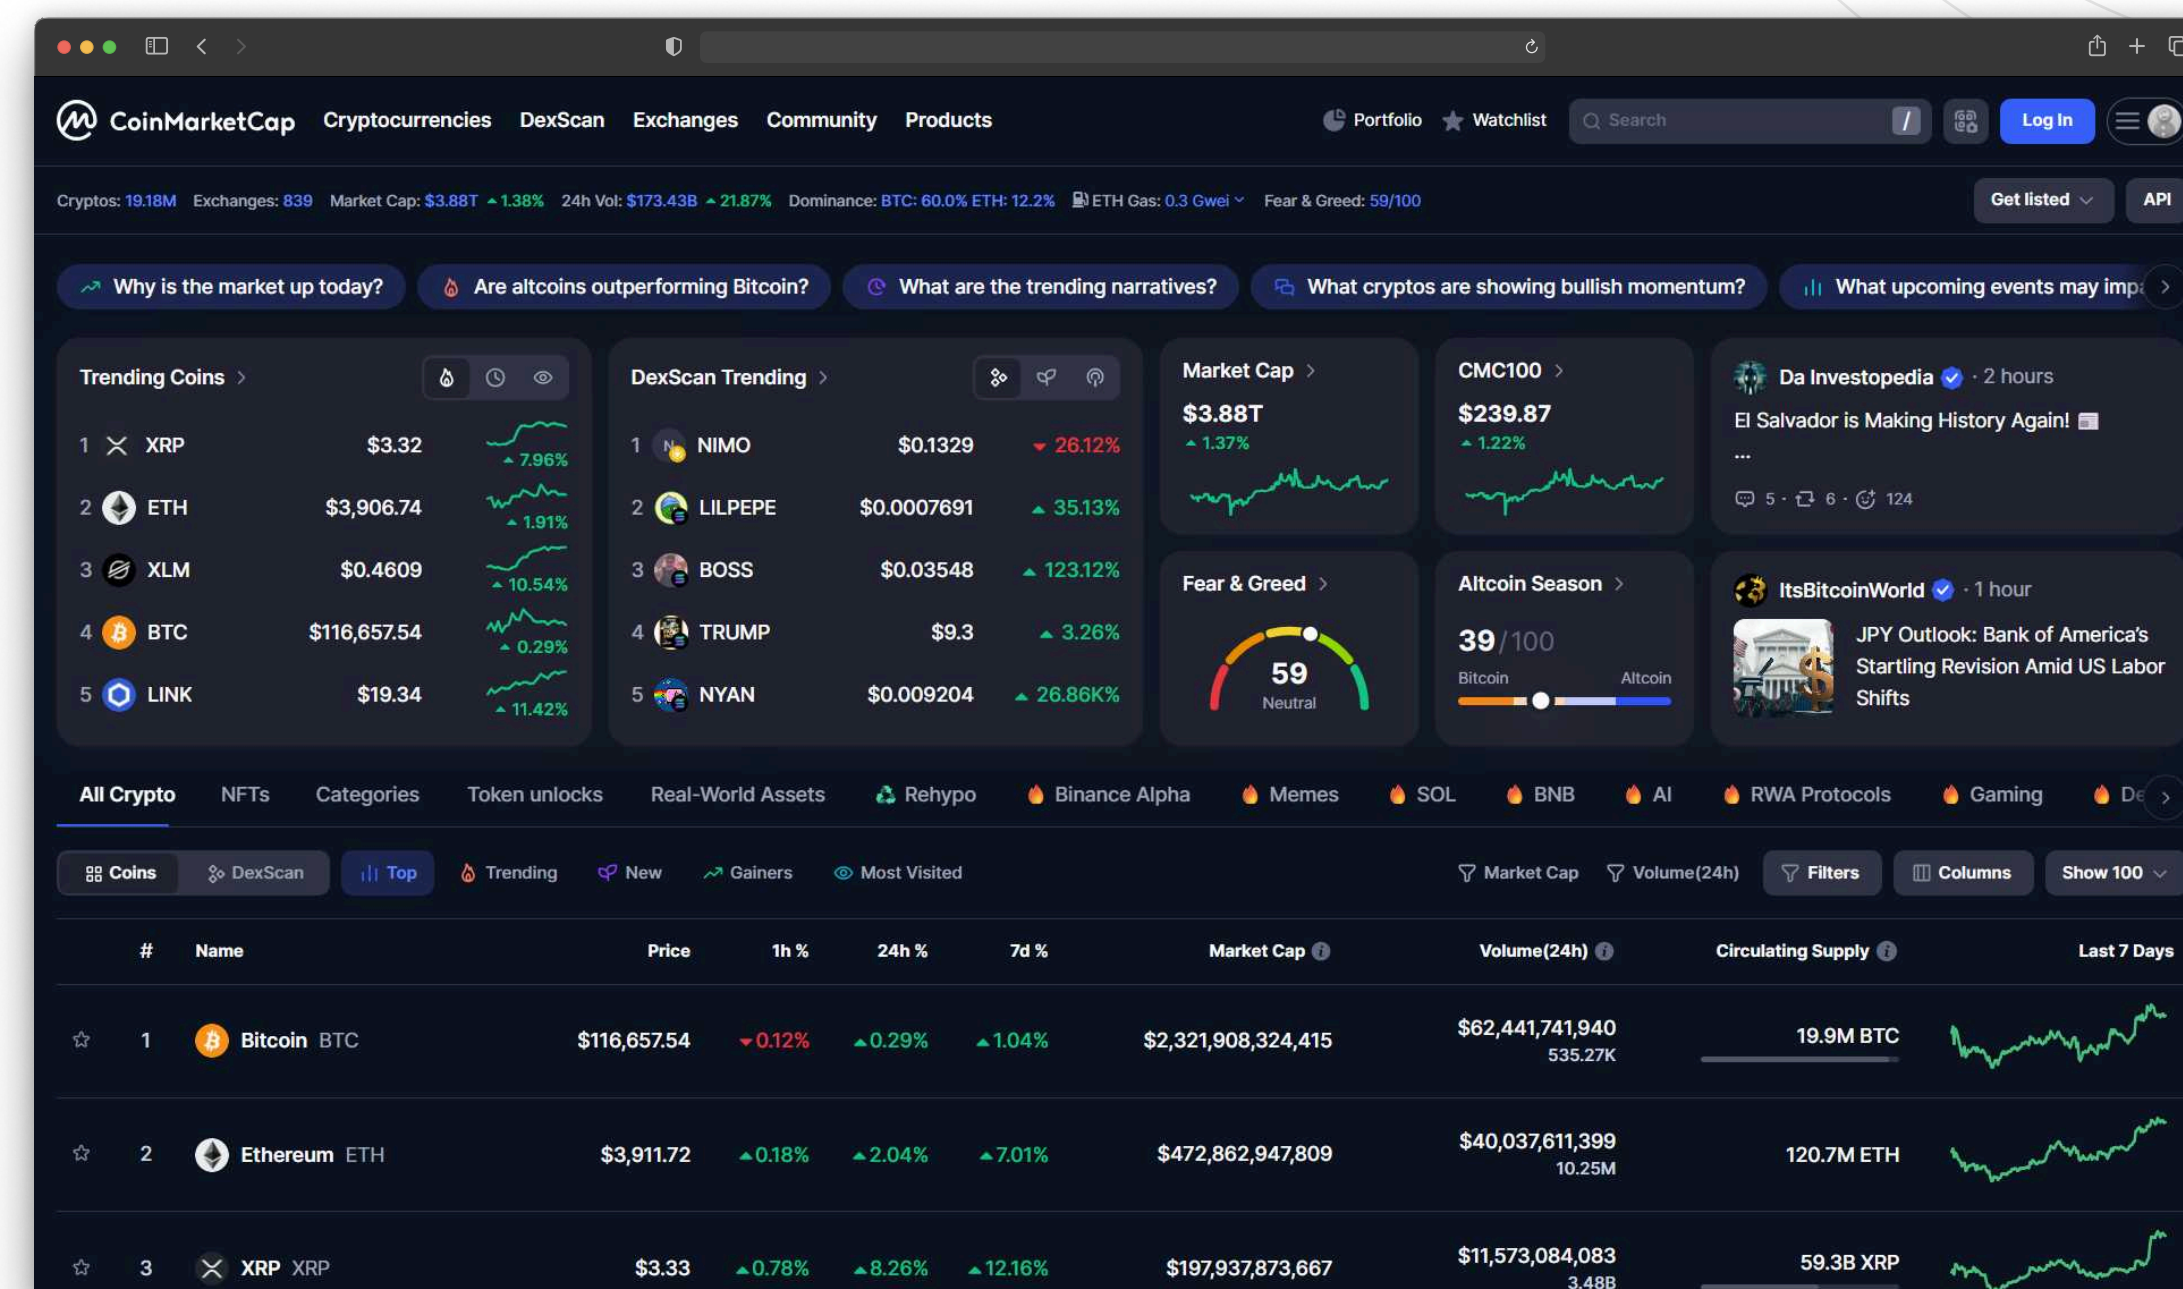 CoinMarketCap Cryptocurrencies DexScan Exchanges Community Products Portfolio Watchlist Search / Log In
Cryptos: 19.18M Exchanges: 839 Market Cap: $3.88T 1.38% 24h Vol: $173.43B 21.87% Dominance: BTC: 60.0% ETH: 12.2% ETH Gas: 0.3 Gwei Fear & Greed: 59/100 Get listed API
Why is the market up today? Are altcoins outperforming Bitcoin? What are the trending narratives? What cryptos are showing bullish momentum? What upcoming events may
Trending Coins
1 XRP $3.32 7.96%
2 ETH $3,906.74 1.91%
3 XLM $0.4609 10.54%
4 BTC $116,657.54 0.29%
5 LINK $19.34 11.42%
DexScan Trending
1 NIMO $0.1329 26.12%
2 LILPEPE $0.0007691 35.13%
3 BOSS $0.03548 123.12%
4 TRUMP $9.3 3.26%
5 NYAN $0.009204 26.86K%
Market Cap
$3.88T
1.37%
CMC100
$239.87
1.22%
Da Investopedia · 2 hours
El Salvador is Making History Again!
...
5 · 6 · 124
Fear & Greed
59
Neutral
Altcoin Season
39/100
Bitcoin Altcoin
ItsBitcoinWorld · 1 hour
JPY Outlook: Bank of America's
Startling Revision Amid US Labor
Shifts
All Crypto NFTs Categories Token unlocks Real-World Assets Rehypo Binance Alpha Memes SOL BNB AI RWA Protocols Gaming
Coins DexScan Top Trending New Gainers Most Visited Market Cap Volume(24h) Filters Columns Show 100
# Name Price 1h % 24h % 7d % Market Cap Volume(24h) Circulating Supply Last 7 Days
1 Bitcoin BTC $116,657.54 0.12% 0.29% 1.04% $2,321,908,324,415 $62,441,741,940 19.9M BTC
535.27K
2 Ethereum ETH $3,911.72 0.18% 2.04% 7.01% $472,862,947,809 $40,037,611,399 120.7M ETH
10.25M
3 XRP XRP $3.33 0.78% 8.26% 12.16% $197,937,873,667 $11,573,084,083 59.3B XRP
3.48B